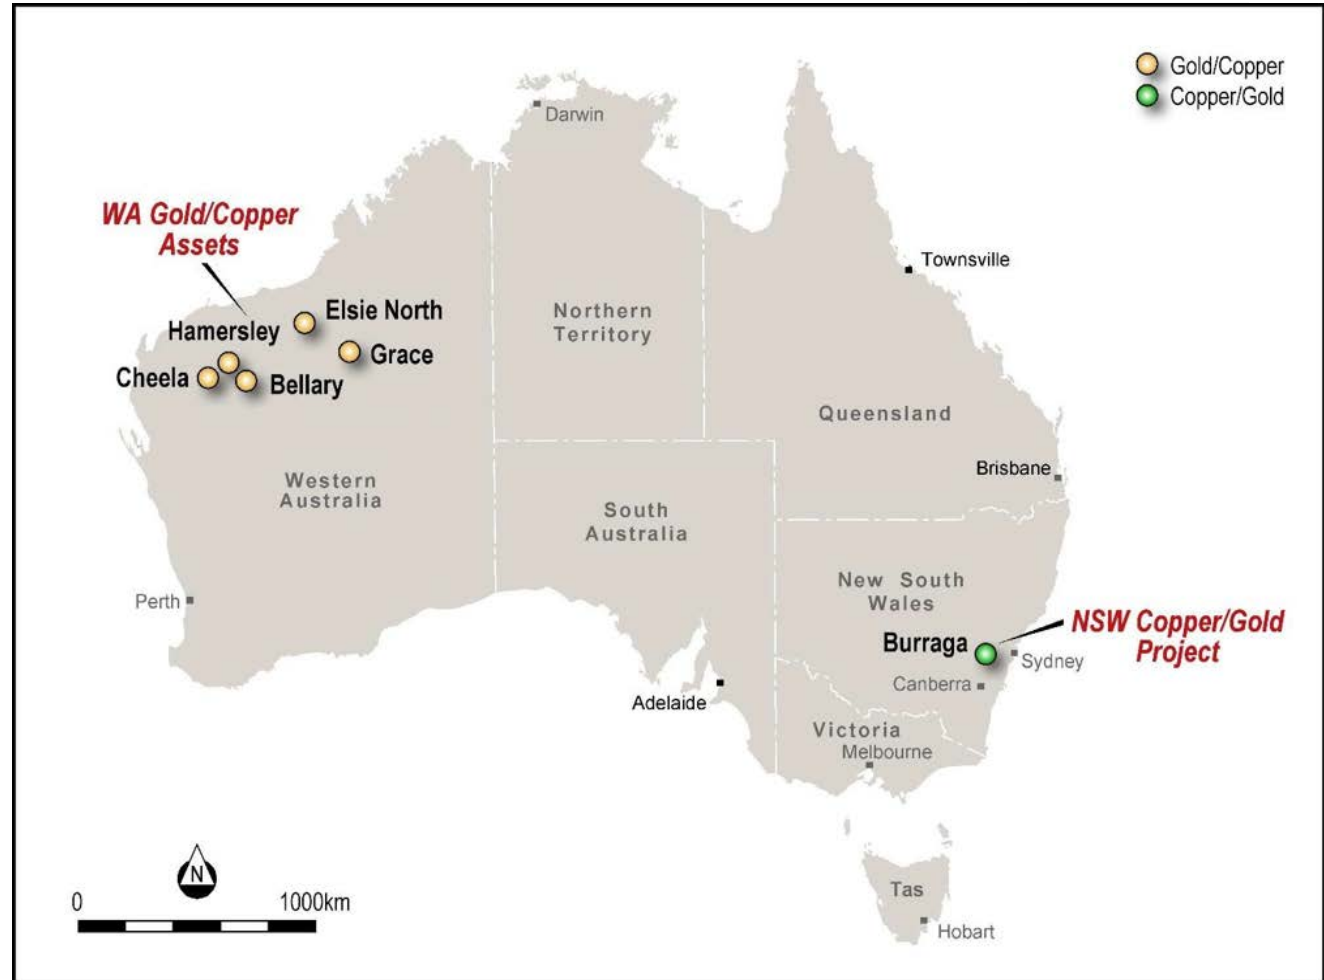 Gold/Copper
Copper/Gold
Darwin
WA Gold/Copper
Assets
Townsville
Elsie North
Northern
Territory
Hamersley
Grace
Cheela
Bellary
Queensland
Brisbane
Western
Australia
South
Australia
New South
Wales
Perth
NSW Copper/Gold
Project
Burraga
Sydney
Canberra
Adelaide
Victoria
Melbourne
N
Tas
0 1000km
Hobart